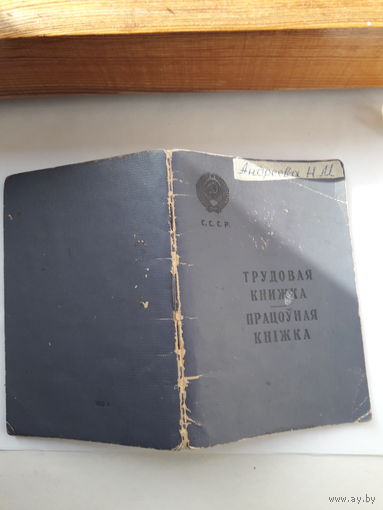 Андреева Н М
С.С.С.Р.
ТРУДОВАЯ
КНИЖКА
ПРАЦОЎНАЯ
КНІЖКА
www.ay.by